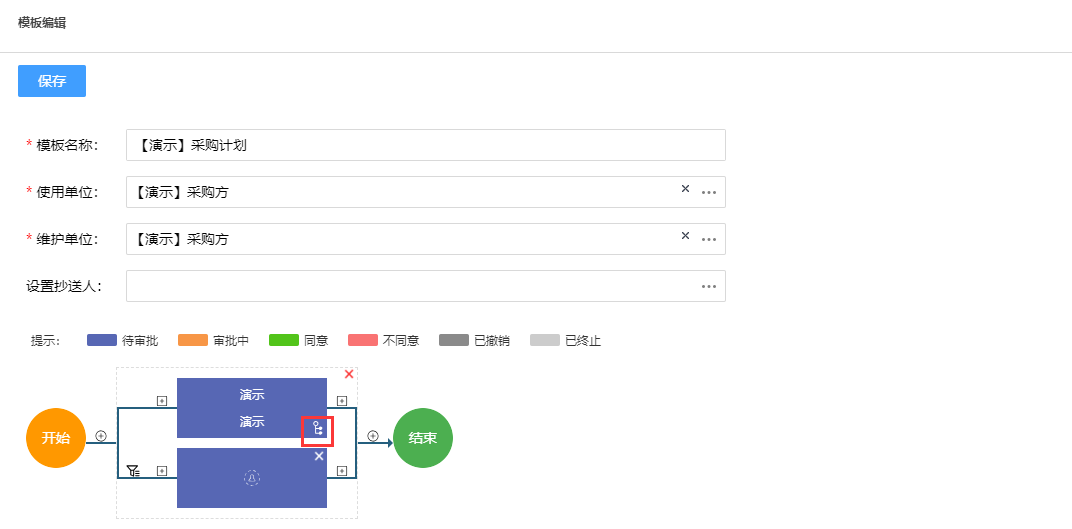 模板编辑
保存
* 模板名称： 【演示】采购计划
* 使用单位： 【演示】采购方
* 维护单位： 【演示】采购方
设置抄送人：
提示： 待审批 审批中 同意 不同意 已撤销 已终止
演示
演示
开始
结束